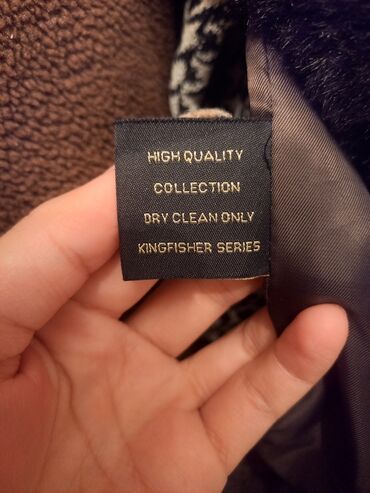 HIGH QUALITY
COLLECTION
DRY CLEAN ONLY
KINGFISHER SERIES